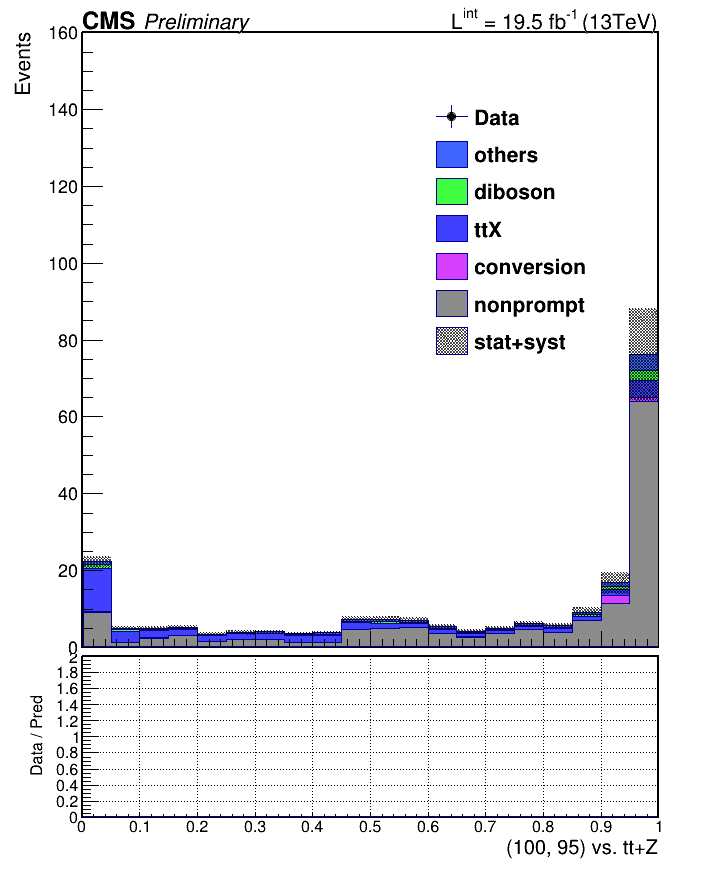 CMS Preliminary
L^int = 19.5 fb^-1 (13TeV)
Events
160
140
120
100
80
60
40
20
0
Data
others
diboson
ttX
conversion
nonprompt
stat+syst
Data / Pred
2
1.8
1.6
1.4
1.2
1
0.8
0.6
0.4
0.2
0
0 0.1 0.2 0.3 0.4 0.5 0.6 0.7 0.8 0.9 1
(100, 95) vs. tt+Z